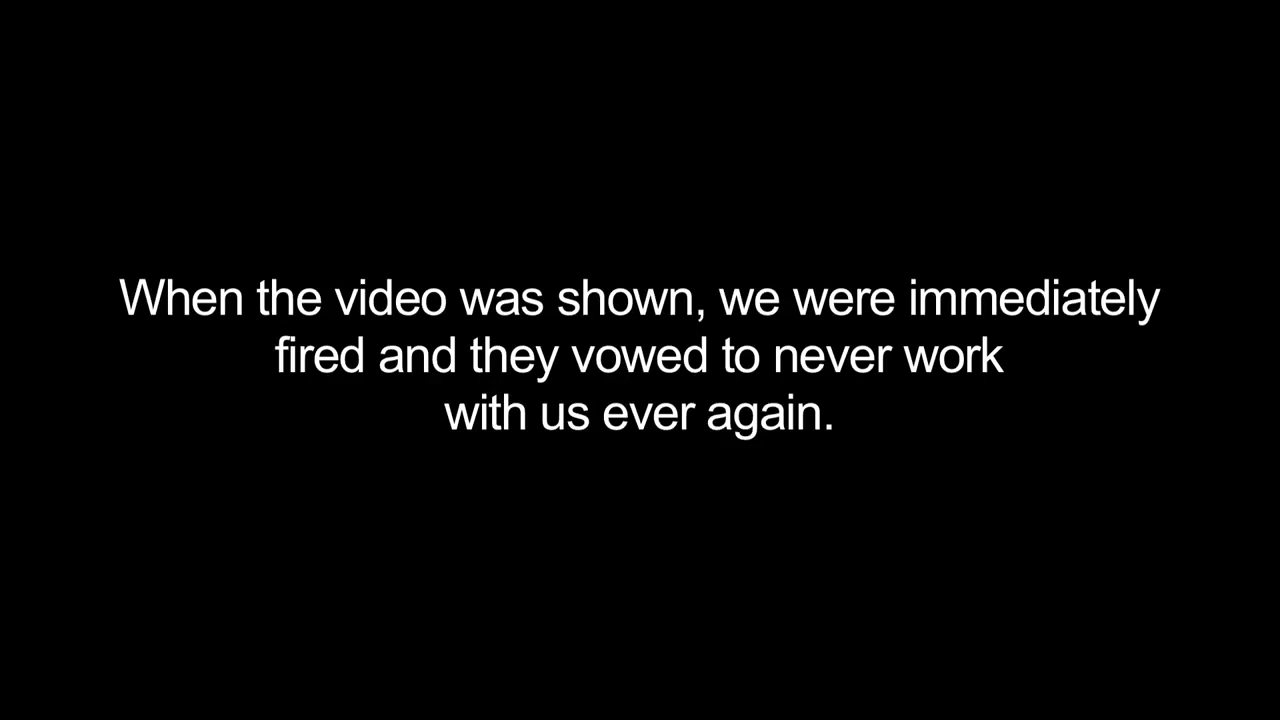 When the video was shown, we were immediately
fired and they vowed to never work
with us ever again.